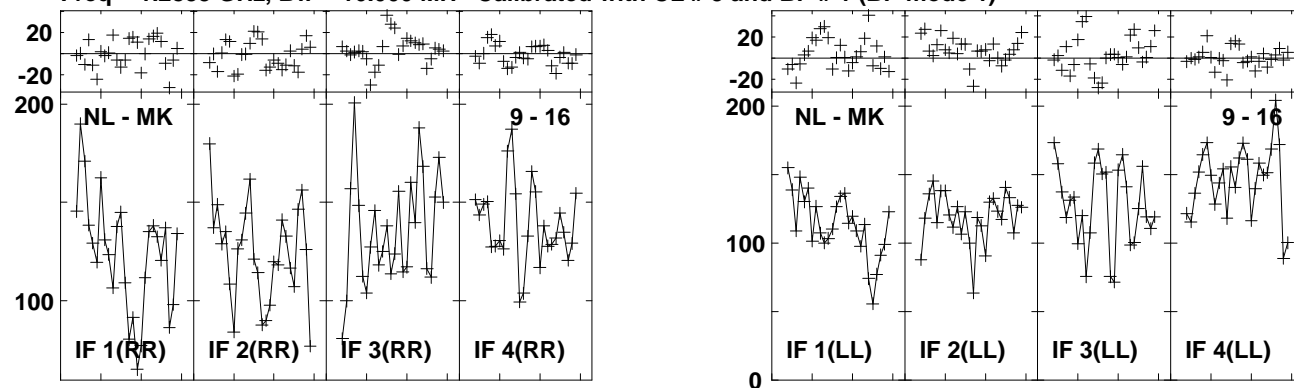 20
-20
200
100
NL - MK
9 - 16
IF 1(RR)
IF 2(RR)
IF 3(RR)
IF 4(RR)
20
-20
200
100
0
NL - MK
9 - 16
IF 1(LL)
IF 2(LL)
IF 3(LL)
IF 4(LL)